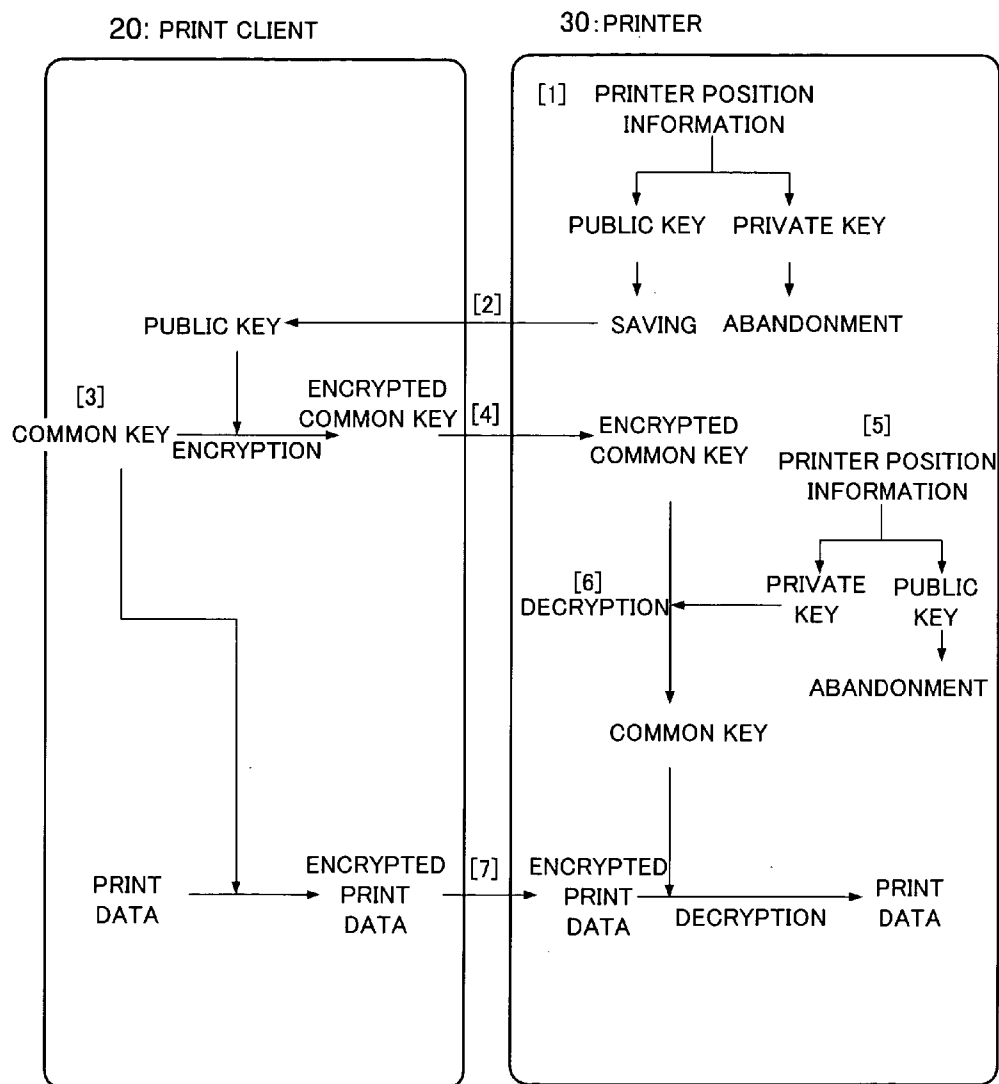 20: PRINT CLIENT
30:PRINTER
[1] PRINTER POSITION
INFORMATION
PUBLIC KEY PRIVATE KEY
[2]
PUBLIC KEY
SAVING ABANDONMENT
[3]
COMMON KEY
ENCRYPTION
ENCRYPTED
COMMON KEY
[4]
ENCRYPTED
COMMON KEY
[5]
PRINTER POSITION
INFORMATION
[6]
DECRYPTION
PRIVATE
KEY
PUBLIC
KEY
ABANDONMENT
COMMON KEY
PRINT
DATA
ENCRYPTED
PRINT
DATA
[7]
ENCRYPTED
PRINT
DATA
DECRYPTION
PRINT
DATA